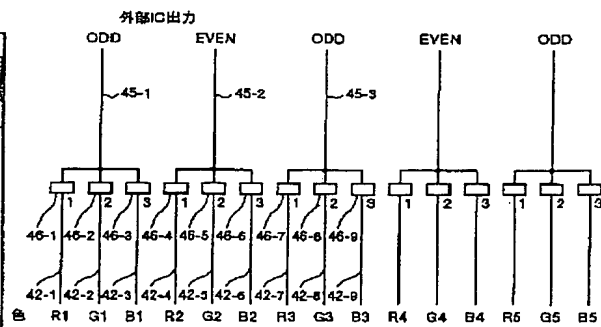 外部IC出力
ODD EVEN ODD EVEN ODD
45-1 45-2 45-3
1 2 3 1 2 3 1 2 3 1 2 3 1 2 3
46-1 46-2 46-3 46-4 46-5 46-6 46-7 46-8 46-9
42-1 42-2 42-3 42-4 42-5 42-6 42-7 42-8 42-9
色 R1 G1 B1 R2 G2 B2 R3 G3 B3 R4 G4 B4 R5 G5 B5